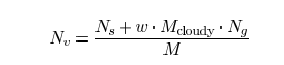 $N_v = \frac{N_s + w \cdot M_{\text{cloudy}} \cdot N_g}{M}$